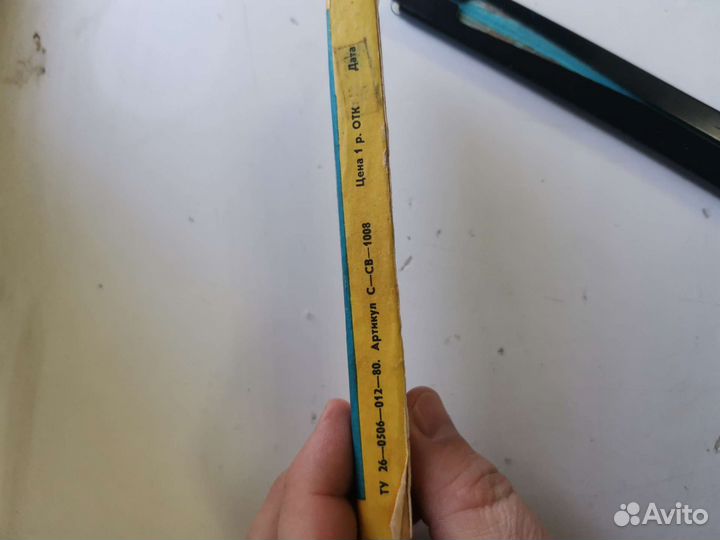 ТУ 26—0506—012—80. Артикул С—СВ—1008 Цена 1 р. ОТК Дата
Avito